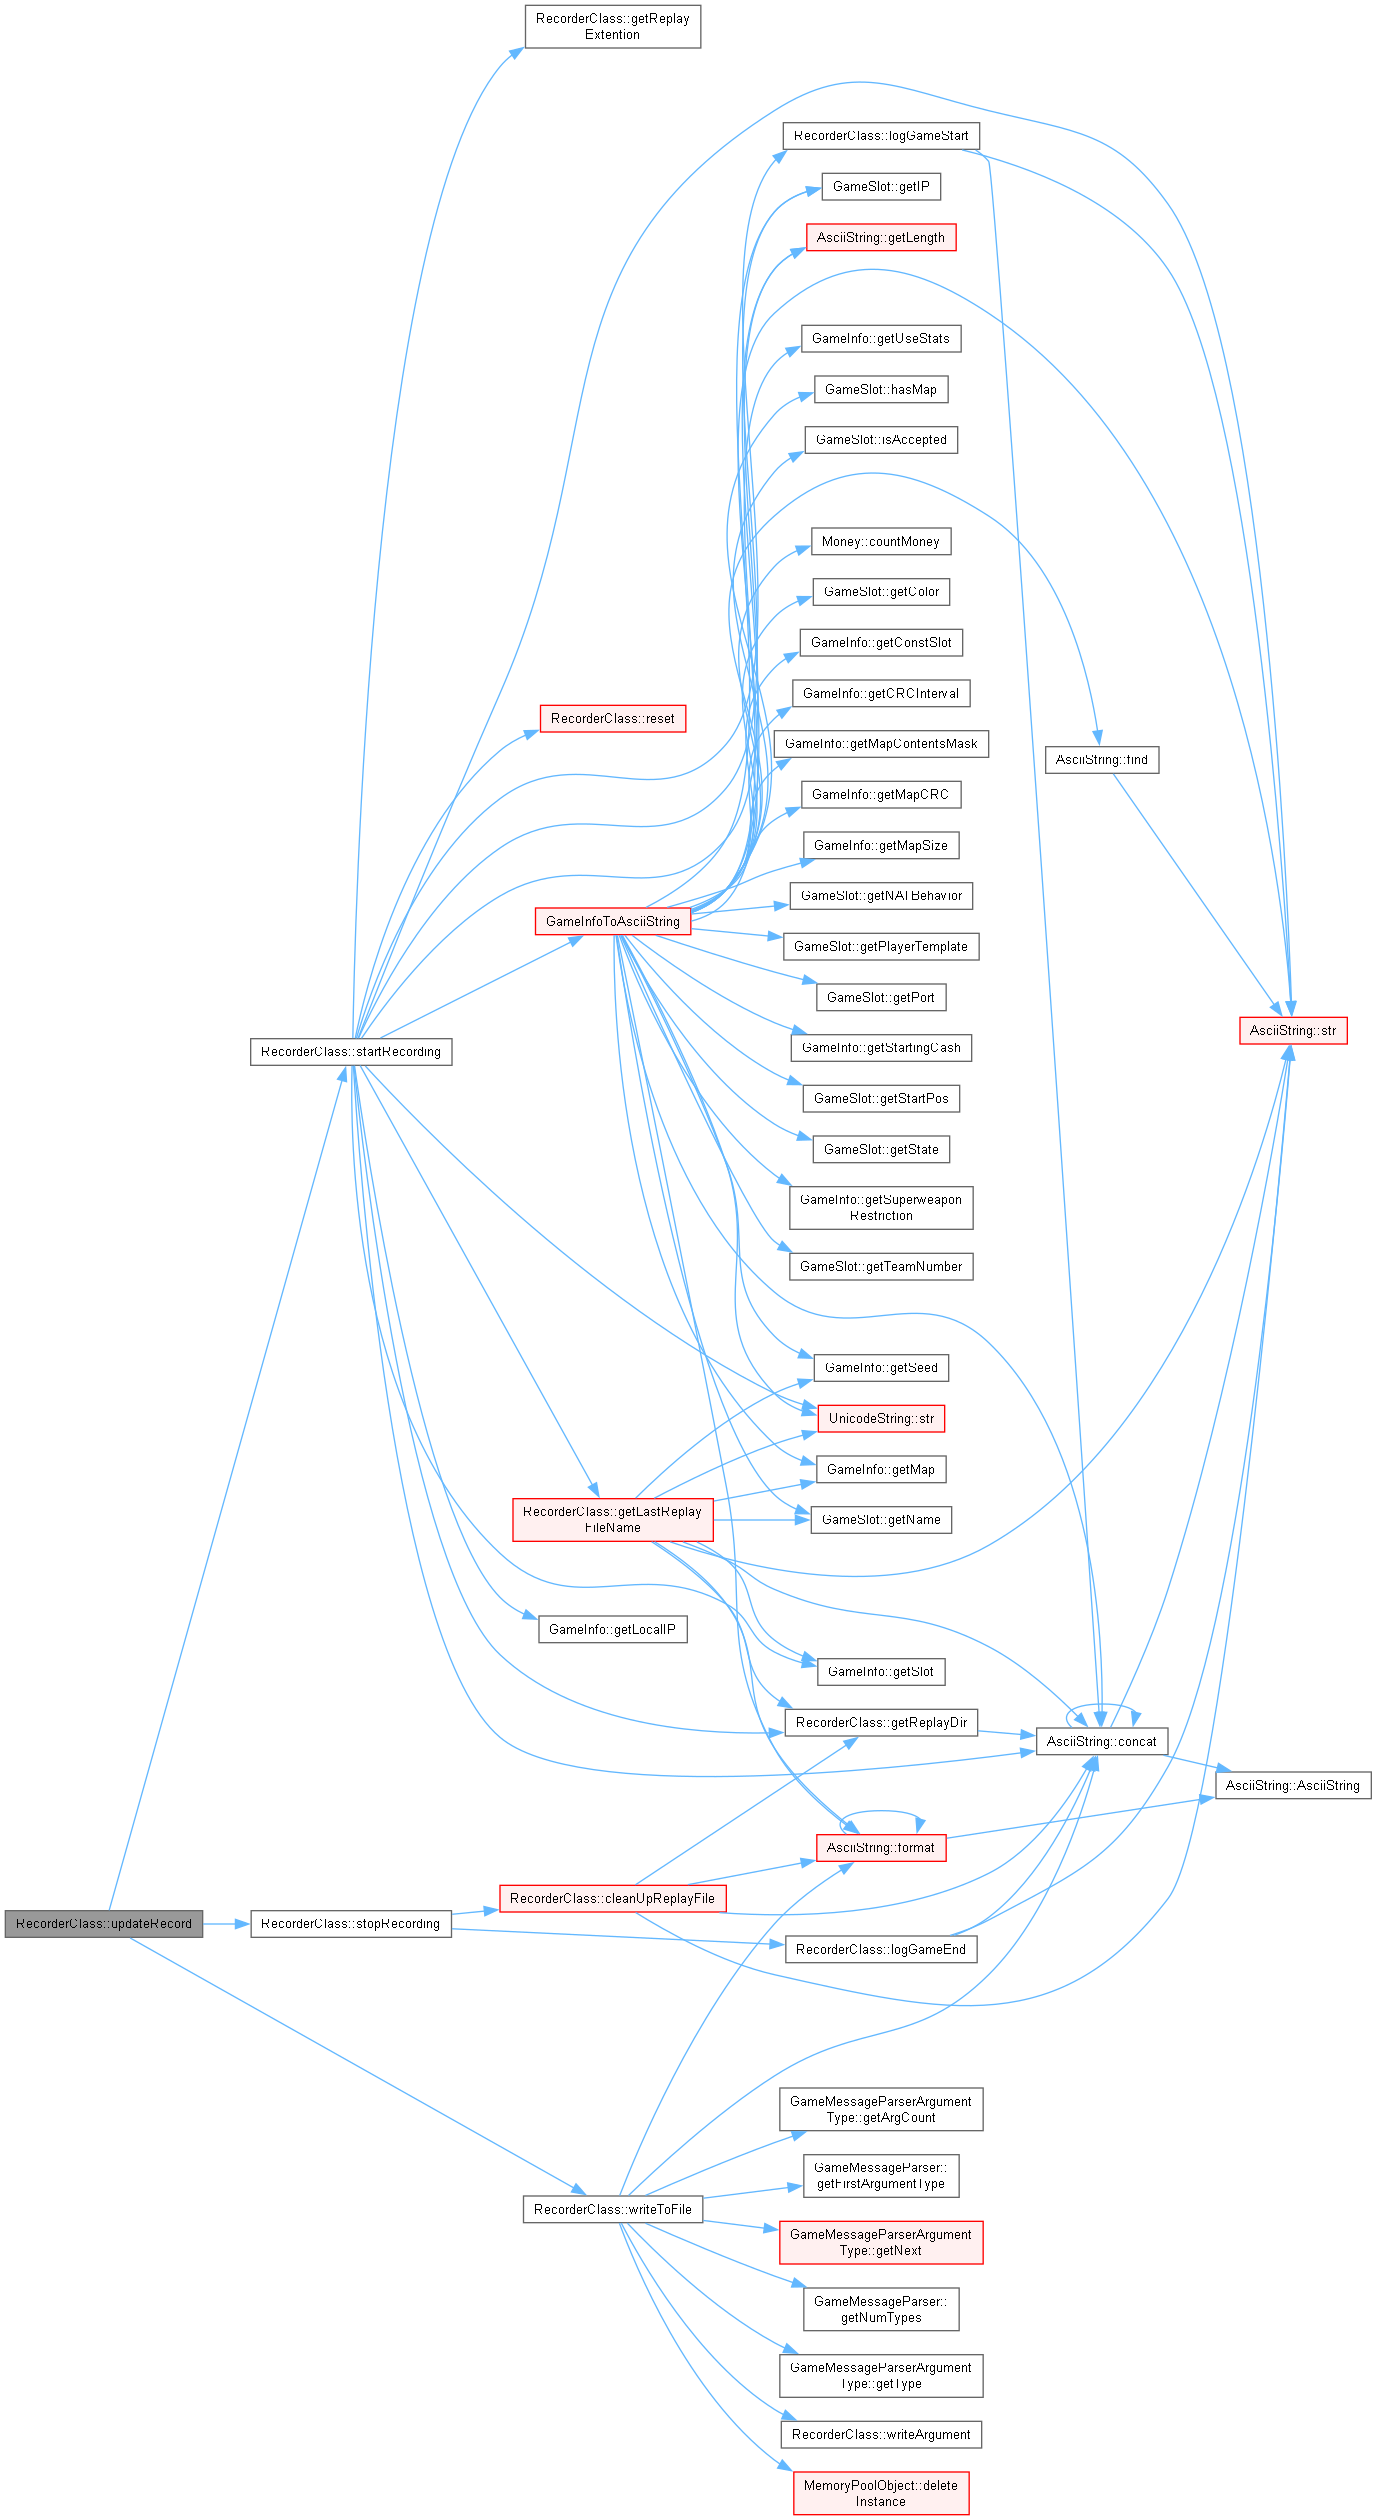 RecorderClass::getReplay
Extention
RecorderClass::logGameStart
GameSlot::getIP
AsciiString::getLength
GameInfo::getUseStats
GameSlot::hasMap
GameSlot::isAccepted
Money::countMoney
GameSlot::getColor
GameInfo::getConstSlot
GameInfo::getCRCInterval
RecorderClass::reset
GameInfo::getMapContentsMask
AsciiString::find
GameInfo::getMapCRC
GameInfo::getMapSize
GameSlot::getNATBehavior
GameInfoToAsciiString
GameSlot::getPlayerTemplate
GameSlot::getPort
AsciiString::str
RecorderClass::startRecording
GameInfo::getStartingCash
GameSlot::getStartPos
GameSlot::getState
GameInfo::getSuperweapon
Restriction
GameSlot::getTeamNumber
GameInfo::getSeed
UnicodeString::str
GameInfo::getMap
RecorderClass::getLastReplay
FileName
GameSlot::getName
GameInfo::getLocalIP
GameInfo::getSlot
RecorderClass::getReplayDir
AsciiString::concat
AsciiString::AsciiString
AsciiString::format
RecorderClass::cleanUpReplayFile
RecorderClass::updateRecord
RecorderClass::stopRecording
RecorderClass::logGameEnd
GameMessageParserArgument
Type::getArgCount
GameMessageParser::
getFirstArgumentType
RecorderClass::writeToFile
GameMessageParserArgument
Type::getNext
GameMessageParser::
getNumTypes
GameMessageParserArgument
Type::getType
RecorderClass::writeArgument
MemoryPoolObject::delete
Instance